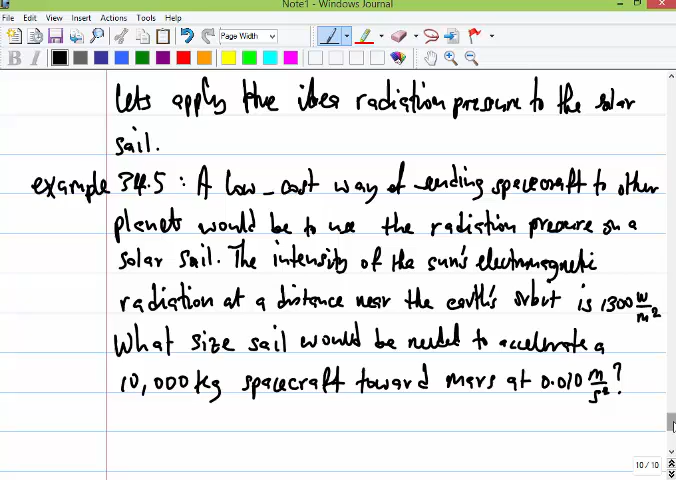 Note1 - Windows Journal
File Edit View Insert Actions Tools Help
Page Width
B I
Lets apply the idea radiation pressure to the solar
sail.
example 34.5 : A low-cost way of sending spacecraft to other
planets would be to use the radiation pressure on a
solar sail. The intensity of the sun's electromagnetic
radiation at a distance near the earth's orbit is 1300 W/m²
What size sail would be needed to accelerate a
10,000 kg spacecraft toward mars at 0.010 m/s² ?
10 / 10